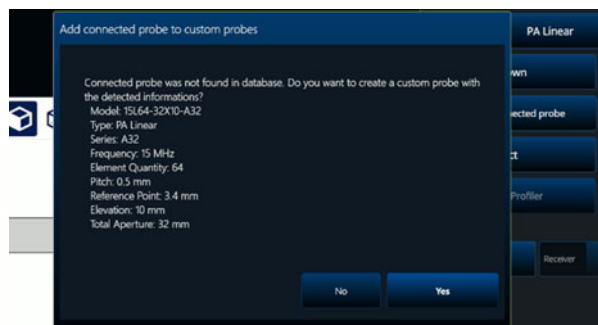 Add connected probe to custom probes
PA Linear
Connected probe was not found in database. Do you want to create a custom probe with
the detected informations?
Model: 15L64-32X10-A32
Type: PA Linear
Series: A32
Frequency: 15 MHz
Element Quantity: 64
Pitch: 0.5 mm
Reference Point: 3.4 mm
Elevation: 10 mm
Total Aperture: 32 mm
No
Yes
wn
ected probe
ct
Profiler
Receiver